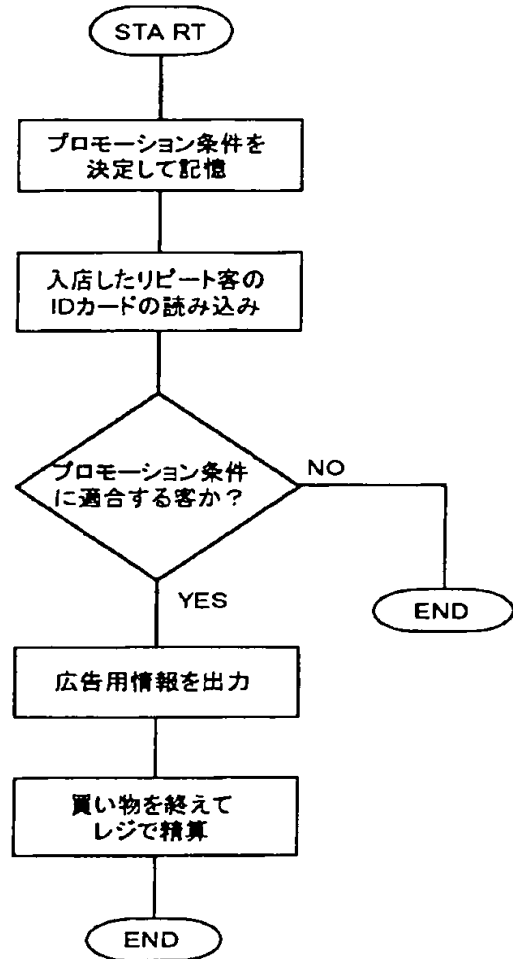 STA RT
プロモーション条件を
決定して記憶
入店したリピート客の
IDカードの読み込み
プロモーション条件
に適合する客か？
NO
YES
END
広告用情報を出力
買い物を終えて
レジで精算
END